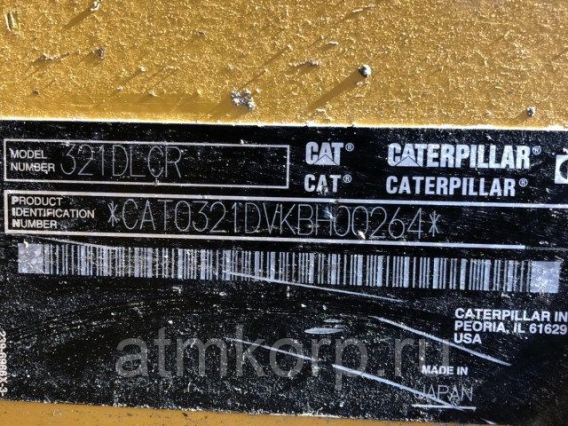 MODEL NUMBER 321DLCR
CAT CATERPILLAR
CAT® CATERPILLAR®
PRODUCT IDENTIFICATION NUMBER *CAT0321DVKBH00264*
CATERPILLAR IN
PEORIA, IL 61629
USA
atmkorp.ru
MADE IN
JAPAN